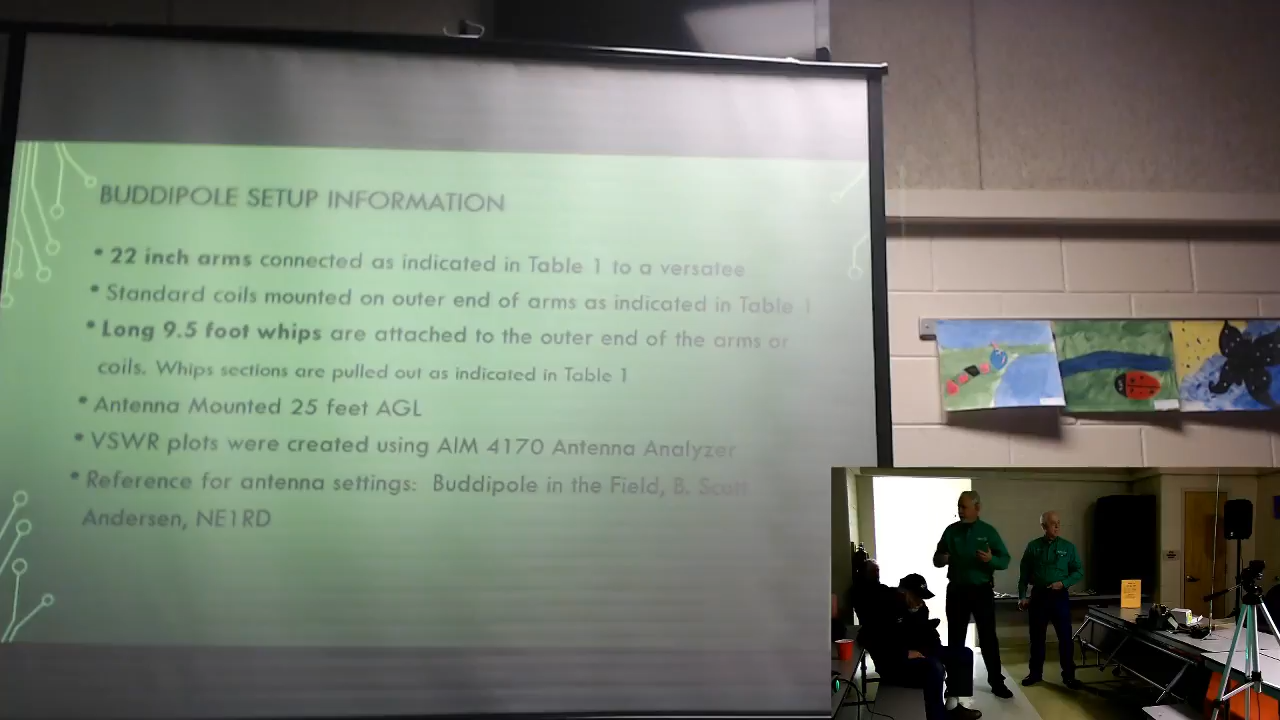 BUDDIPOLE SETUP INFORMATION
• 22 inch arms connected as indicated in Table 1 to a versatee
• Standard coils mounted on outer end of arms as indicated in Table 1
• Long 9.5 foot whips are attached to the outer end of the arms or
coils. Whips sections are pulled out as indicated in Table 1
• Antenna Mounted 25 feet AGL
• VSWR plots were created using AIM 4170 Antenna Analyzer
• Reference for antenna settings: Buddipole in the Field, B. Scott
Andersen, NE1RD